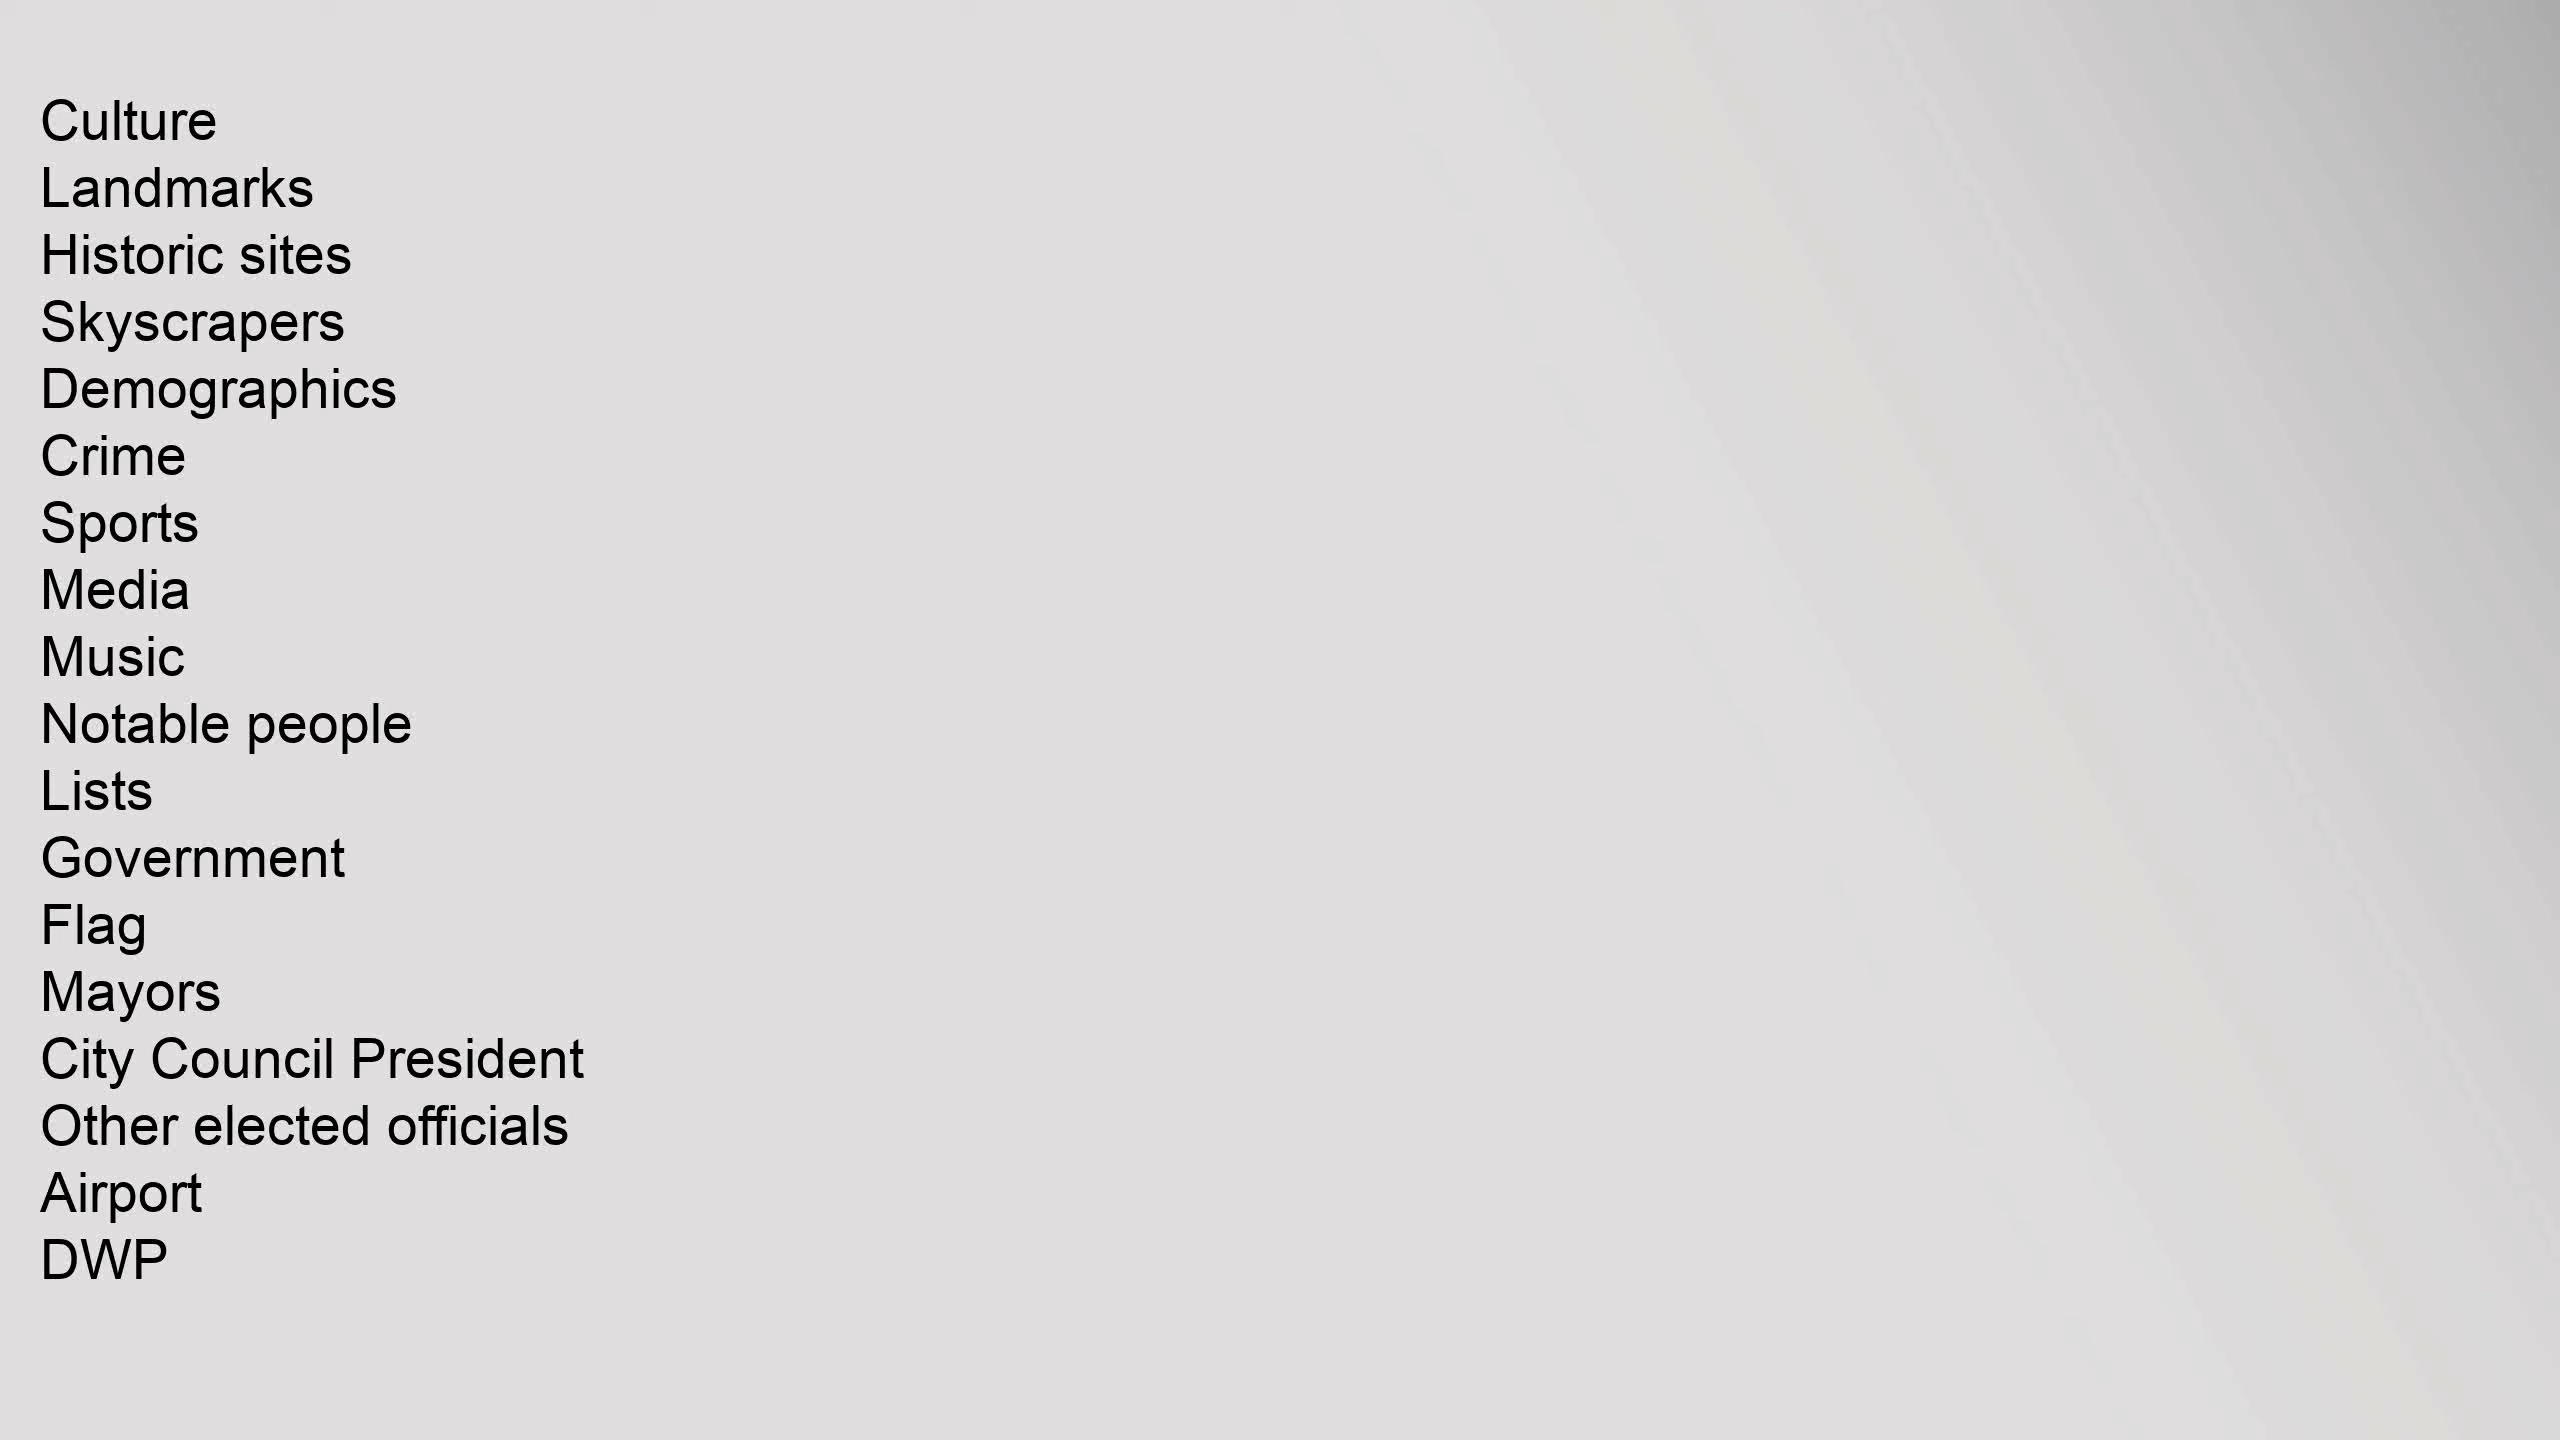 Culture
Landmarks
Historic sites
Skyscrapers
Demographics
Crime
Sports
Media
Music
Notable people
Lists
Government
Flag
Mayors
City Council President
Other elected officials
Airport
DWP